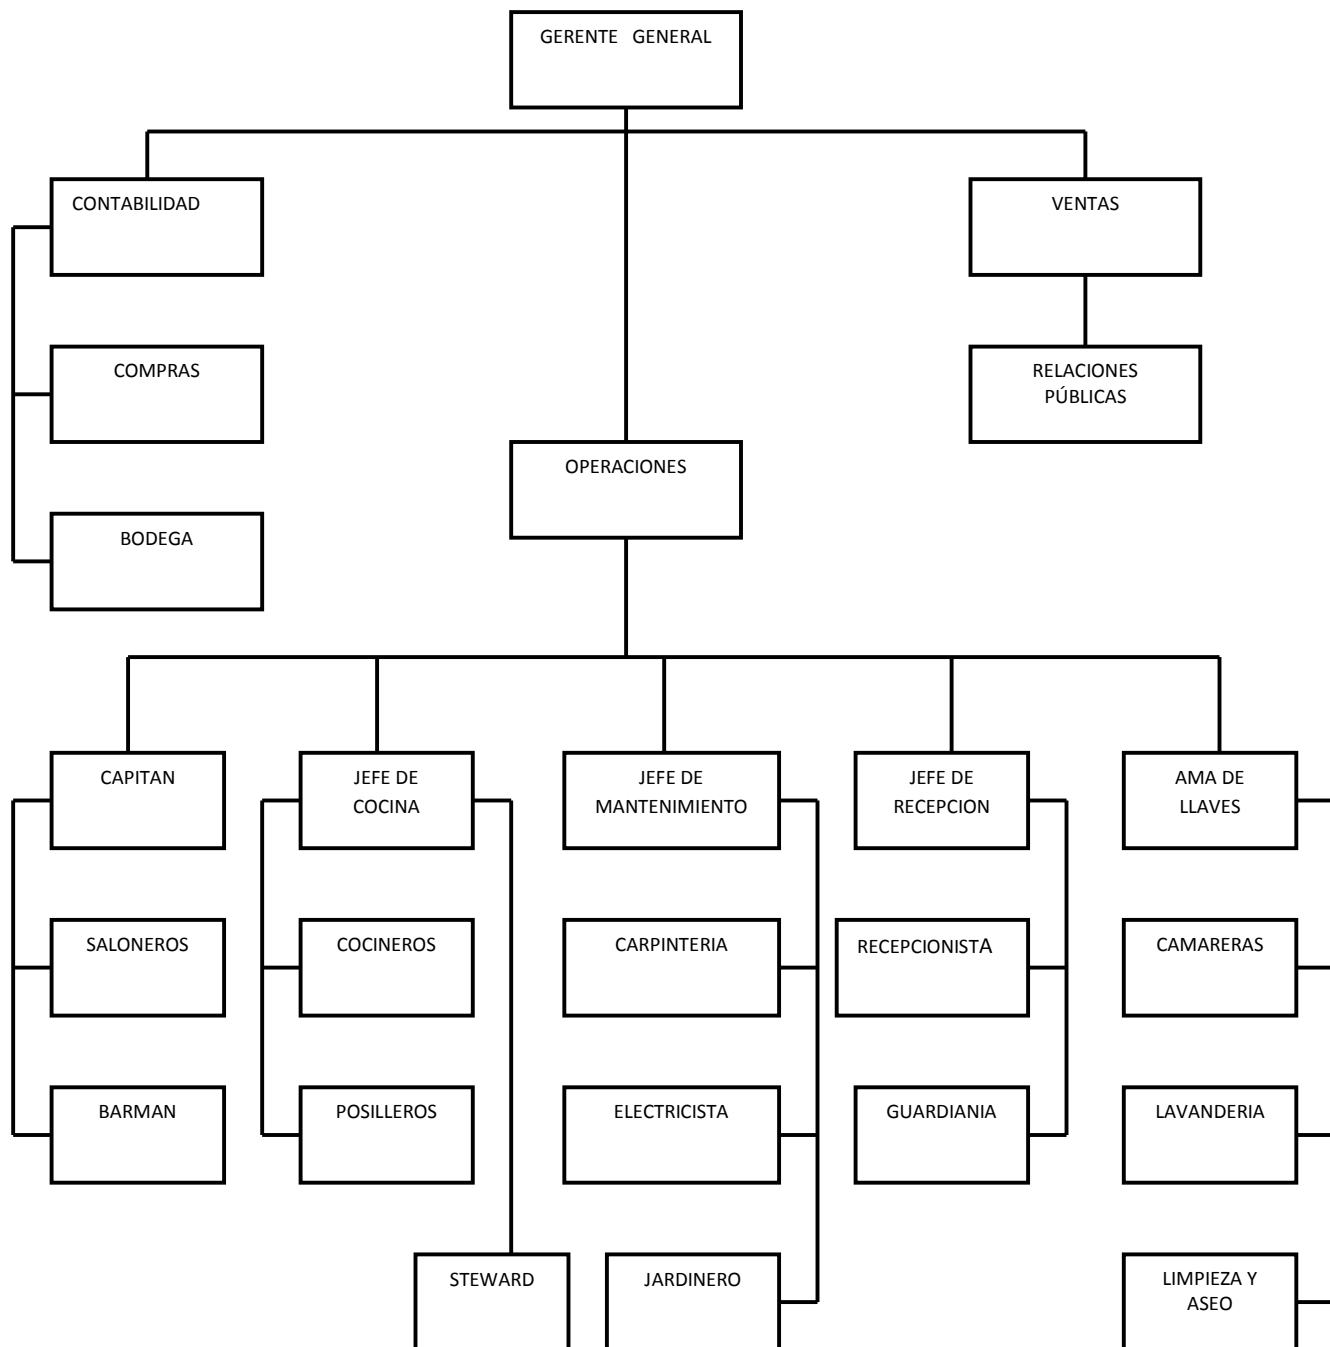 GERENTE GENERAL
CONTABILIDAD
VENTAS
COMPRAS
RELACIONES
PÚBLICAS
OPERACIONES
BODEGA
CAPITAN
JEFE DE
COCINA
JEFE DE
MANTENIMIENTO
JEFE DE
RECEPCION
AMA DE
LLAVES
SALONEROS
COCINEROS
CARPINTERIA
RECEPCIONISTA
CAMARERAS
BARMAN
POSILLEROS
ELECTRICISTA
GUARDIANIA
LAVANDERIA
STEWARD
JARDINERO
LIMPIEZA Y
ASEO